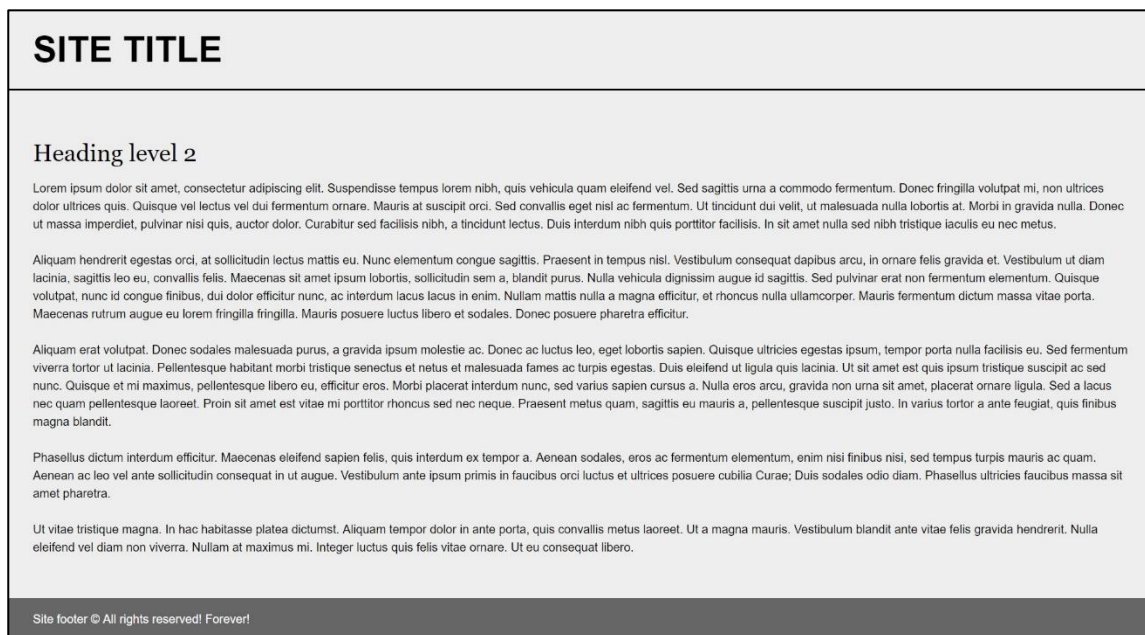 SITE TITLE
Heading level 2
Lorem ipsum dolor sit amet, consectetur adipiscing elit. Suspendisse tempus lorem nibh, quis vehicula quam eleifend vel. Sed sagittis urna a commodo fermentum. Donec fringilla volutpat mi, non ultrices
dolor ultrices quis. Quisque vel lectus vel dui fermentum ornare. Mauris at suscipit orci. Sed convallis eget nisl ac fermentum. Ut tincidunt dui velit, ut malesuada nulla lobortis at. Morbi in gravida nulla. Donec
ut massa imperdiet, pulvinar nisi quis, auctor dolor. Curabitur sed facilisis nibh, a tincidunt lectus. Duis interdum nibh quis porttitor facilisis. In sit amet nulla sed nibh tristique iaculis eu nec metus.
Aliquam hendrerit egestas orci, at sollicitudin lectus mattis eu. Nunc elementum congue sagittis. Praesent in tempus nisl. Vestibulum consequat dapibus arcu, in ornare felis gravida et. Vestibulum ut diam
lacinia, sagittis leo eu, convallis felis. Maecenas sit amet ipsum lobortis, sollicitudin sem a, blandit purus. Nulla vehicula dignissim augue id sagittis. Sed pulvinar erat non fermentum elementum. Quisque
volutpat, nunc id congue finibus, dui dolor efficitur nunc, ac interdum lacus lacus in enim. Nullam mattis nulla a magna efficitur, et rhoncus nulla ullamcorper. Mauris fermentum dictum massa vitae porta.
Maecenas rutrum augue eu lorem fringilla fringilla. Mauris posuere luctus libero et sodales. Donec posuere pharetra efficitur.
Aliquam erat volutpat. Donec sodales malesuada purus, a gravida ipsum molestie ac. Donec ac luctus leo, eget lobortis sapien. Quisque ultricies egestas ipsum, tempor porta nulla facilisis eu. Sed fermentum
viverra tortor ut lacinia. Pellentesque habitant morbi tristique senectus et netus et malesuada fames ac turpis egestas. Duis eleifend ut ligula quis lacinia. Ut sit amet est quis ipsum tristique suscipit ac sed
nunc. Quisque et mi maximus, pellentesque libero eu, efficitur eros. Morbi placerat interdum nunc, sed varius sapien cursus a. Nulla eros arcu, gravida non urna sit amet, placerat ornare ligula. Sed a lacus
nec quam pellentesque laoreet. Proin sit amet est vitae mi porttitor rhoncus sed nec neque. Praesent metus quam, sagittis eu mauris a, pellentesque suscipit justo. In varius tortor a ante feugiat, quis finibus
magna blandit.
Phasellus dictum interdum efficitur. Maecenas eleifend sapien felis, quis interdum ex tempor a. Aenean sodales, eros ac fermentum elementum, enim nisi finibus nisi, sed tempus turpis mauris ac quam.
Aenean ac leo vel ante sollicitudin consequat in ut augue. Vestibulum ante ipsum primis in faucibus orci luctus et ultrices posuere cubilia Curae; Duis sodales odio diam. Phasellus ultricies faucibus massa sit
amet pharetra.
Ut vitae tristique magna. In hac habitasse platea dictumst. Aliquam tempor dolor in ante porta, quis convallis metus laoreet. Ut a magna mauris. Vestibulum blandit ante vitae felis gravida hendrerit. Nulla
eleifend vel diam non viverra. Nullam at maximus mi. Integer luctus quis felis vitae ornare. Ut eu consequat libero.
Site footer © All rights reserved! Forever!